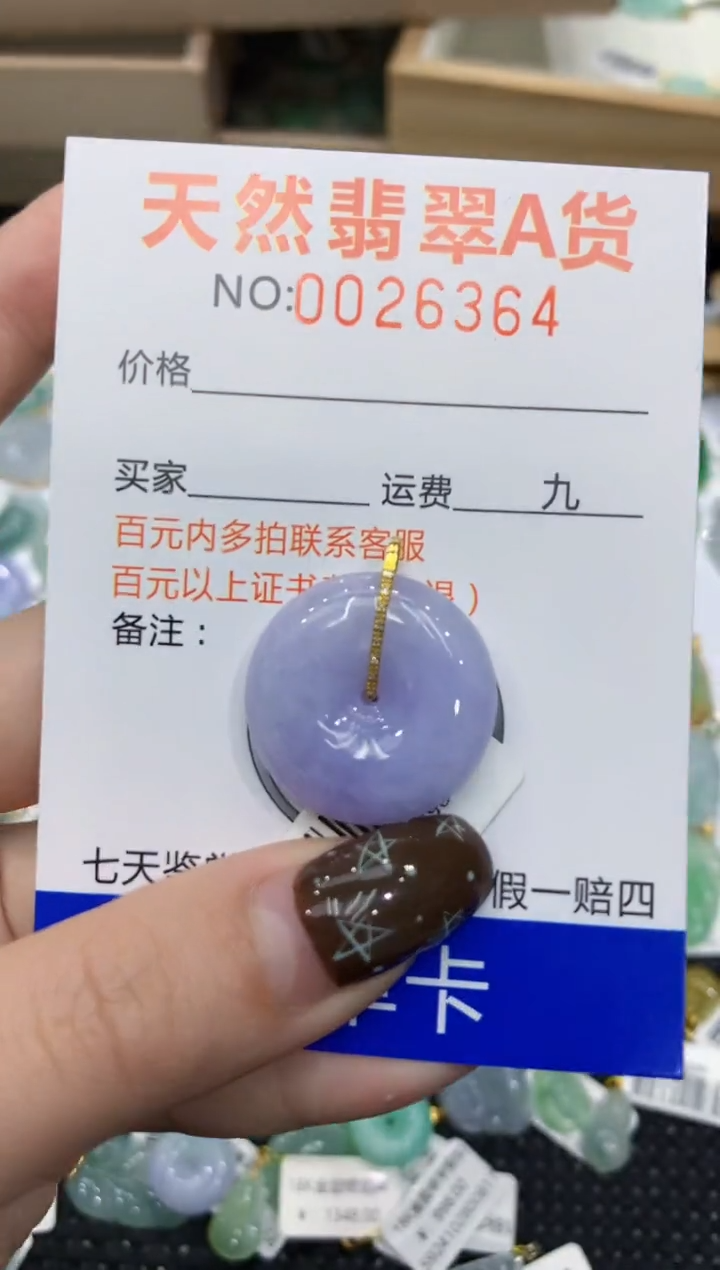 天然翡翠A货
NO:0026364
价格
买家 运费 九
百元内多拍联系客服
百元以上证书 退）
备注：
七天鉴 假一赔四
卡